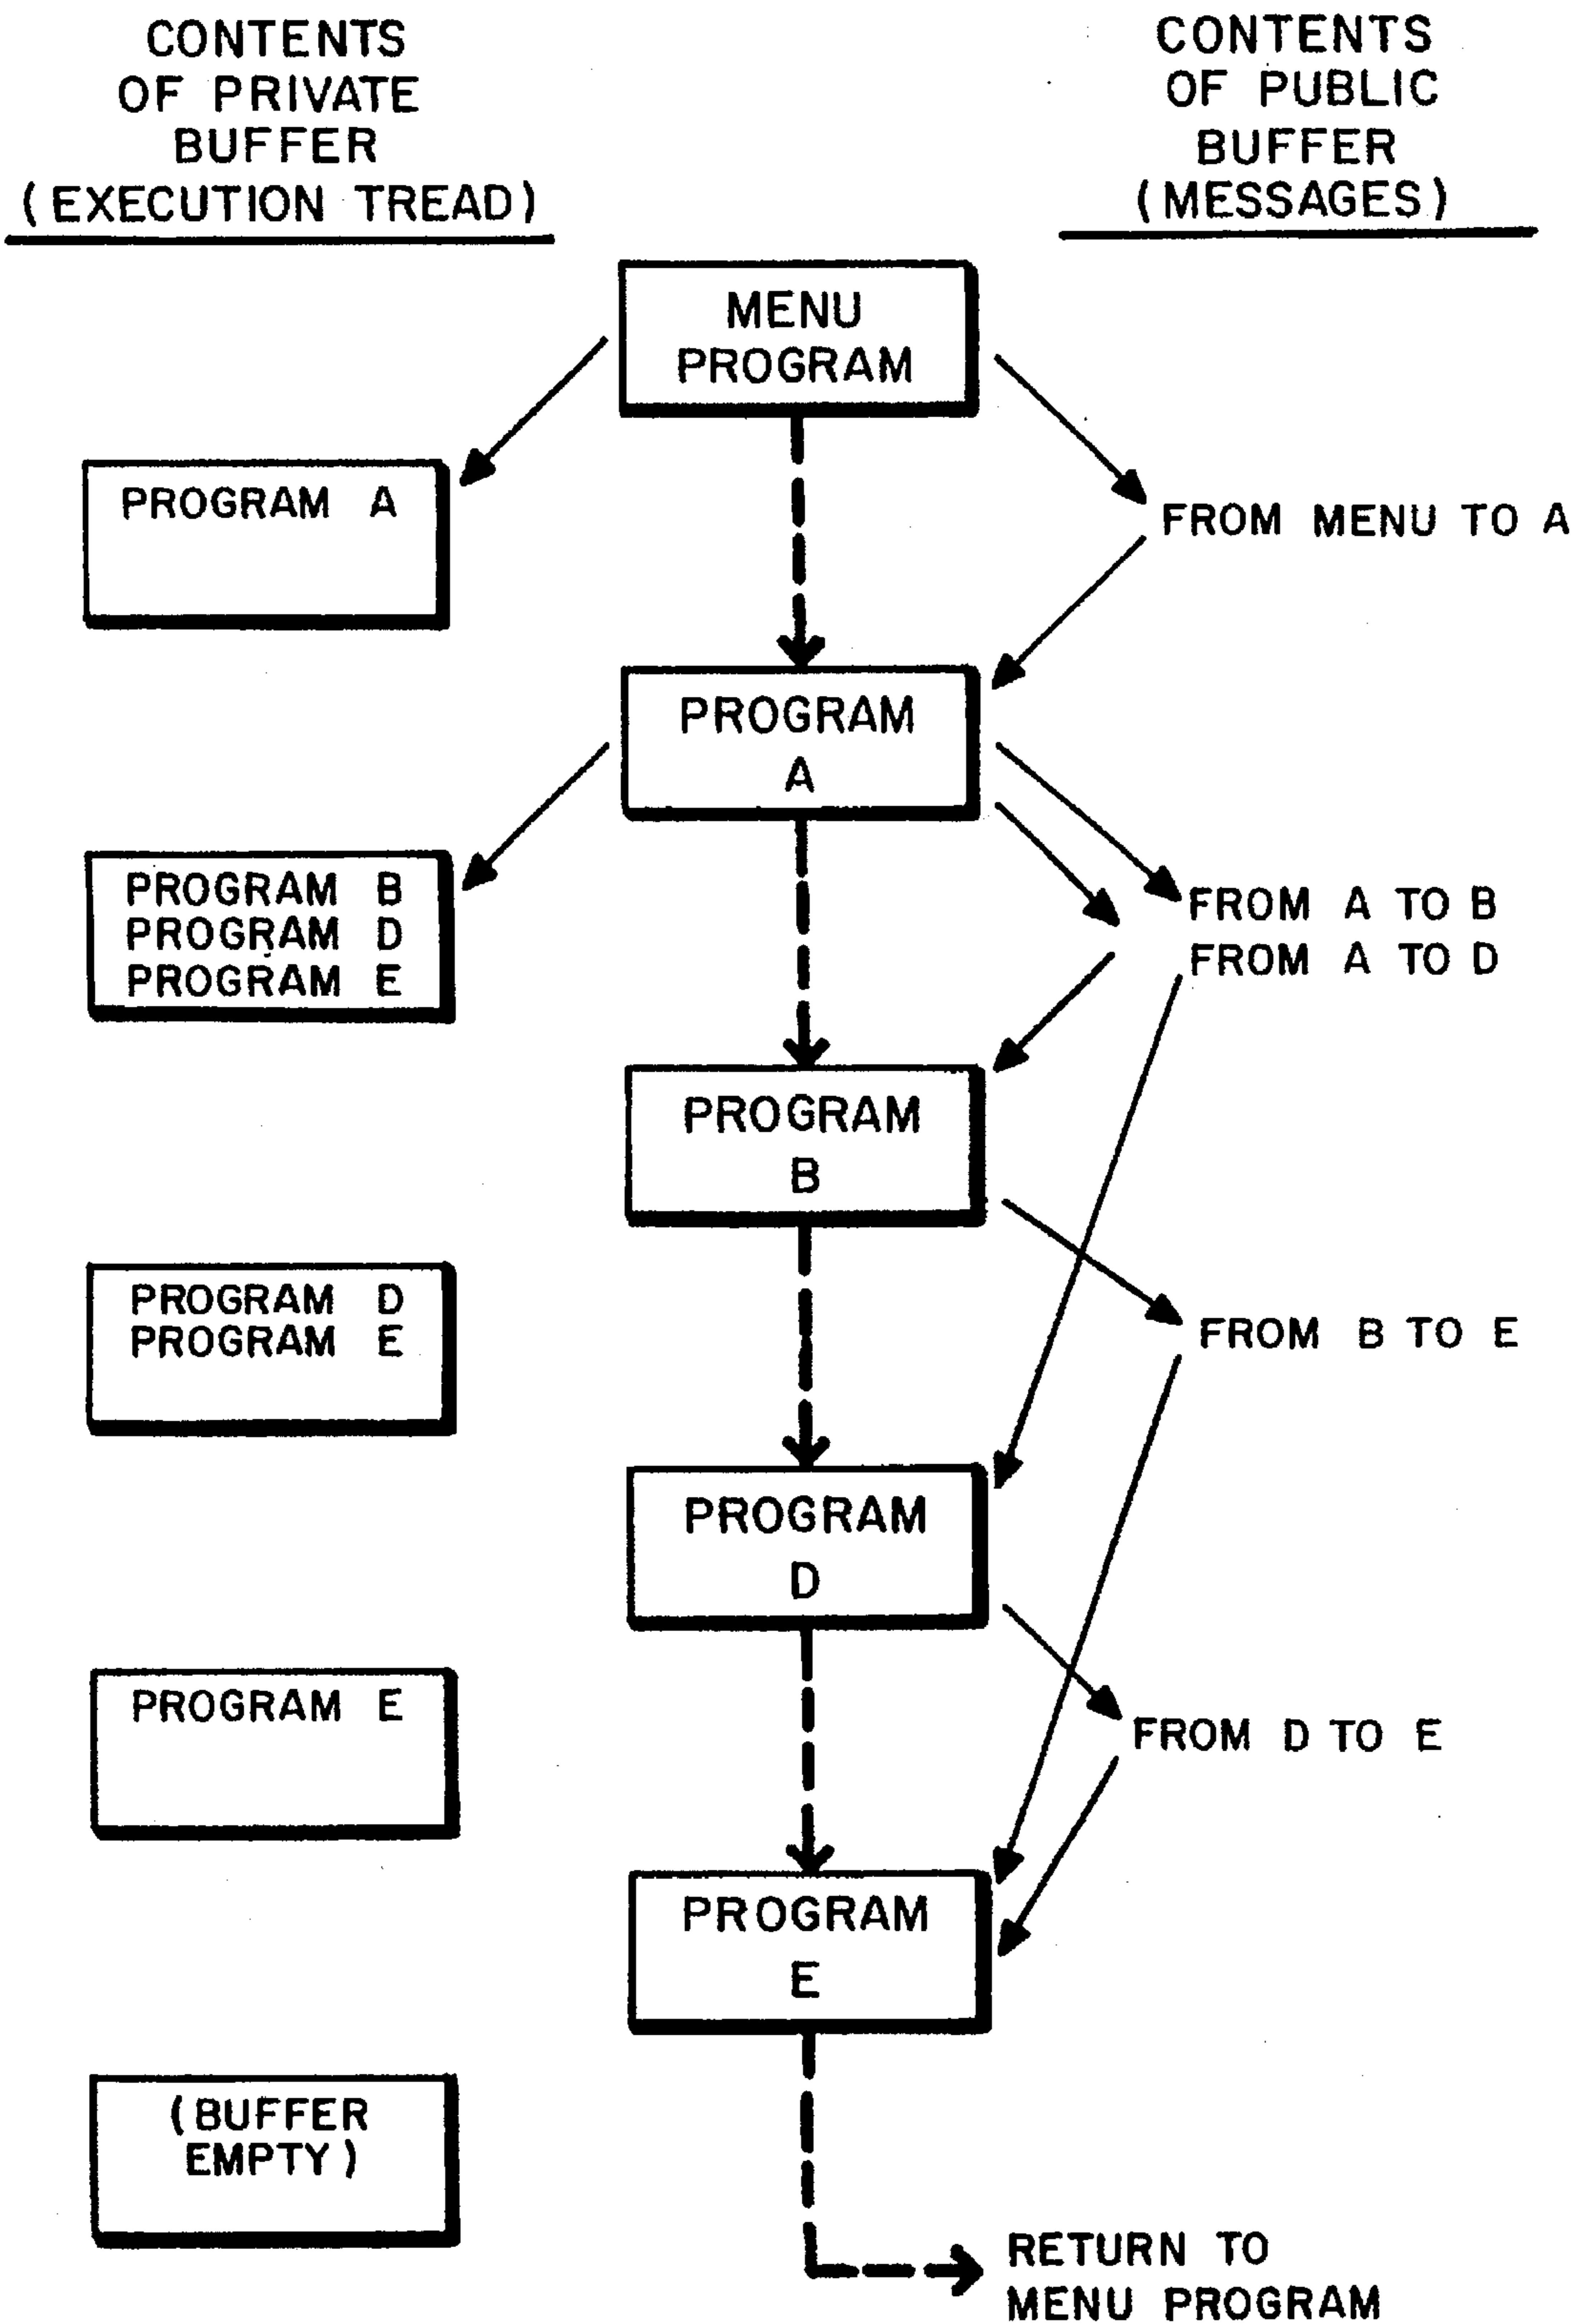 CONTENTS
OF PRIVATE
BUFFER
(EXECUTION TREAD)
CONTENTS
OF PUBLIC
BUFFER
(MESSAGES)
MENU
PROGRAM
PROGRAM A
FROM MENU TO A
PROGRAM
A
PROGRAM B
PROGRAM D
PROGRAM E
FROM A TO B
FROM A TO D
PROGRAM
B
PROGRAM D
PROGRAM E
FROM B TO E
PROGRAM
D
PROGRAM E
FROM D TO E
PROGRAM
E
(BUFFER
EMPTY)
RETURN TO
MENU PROGRAM